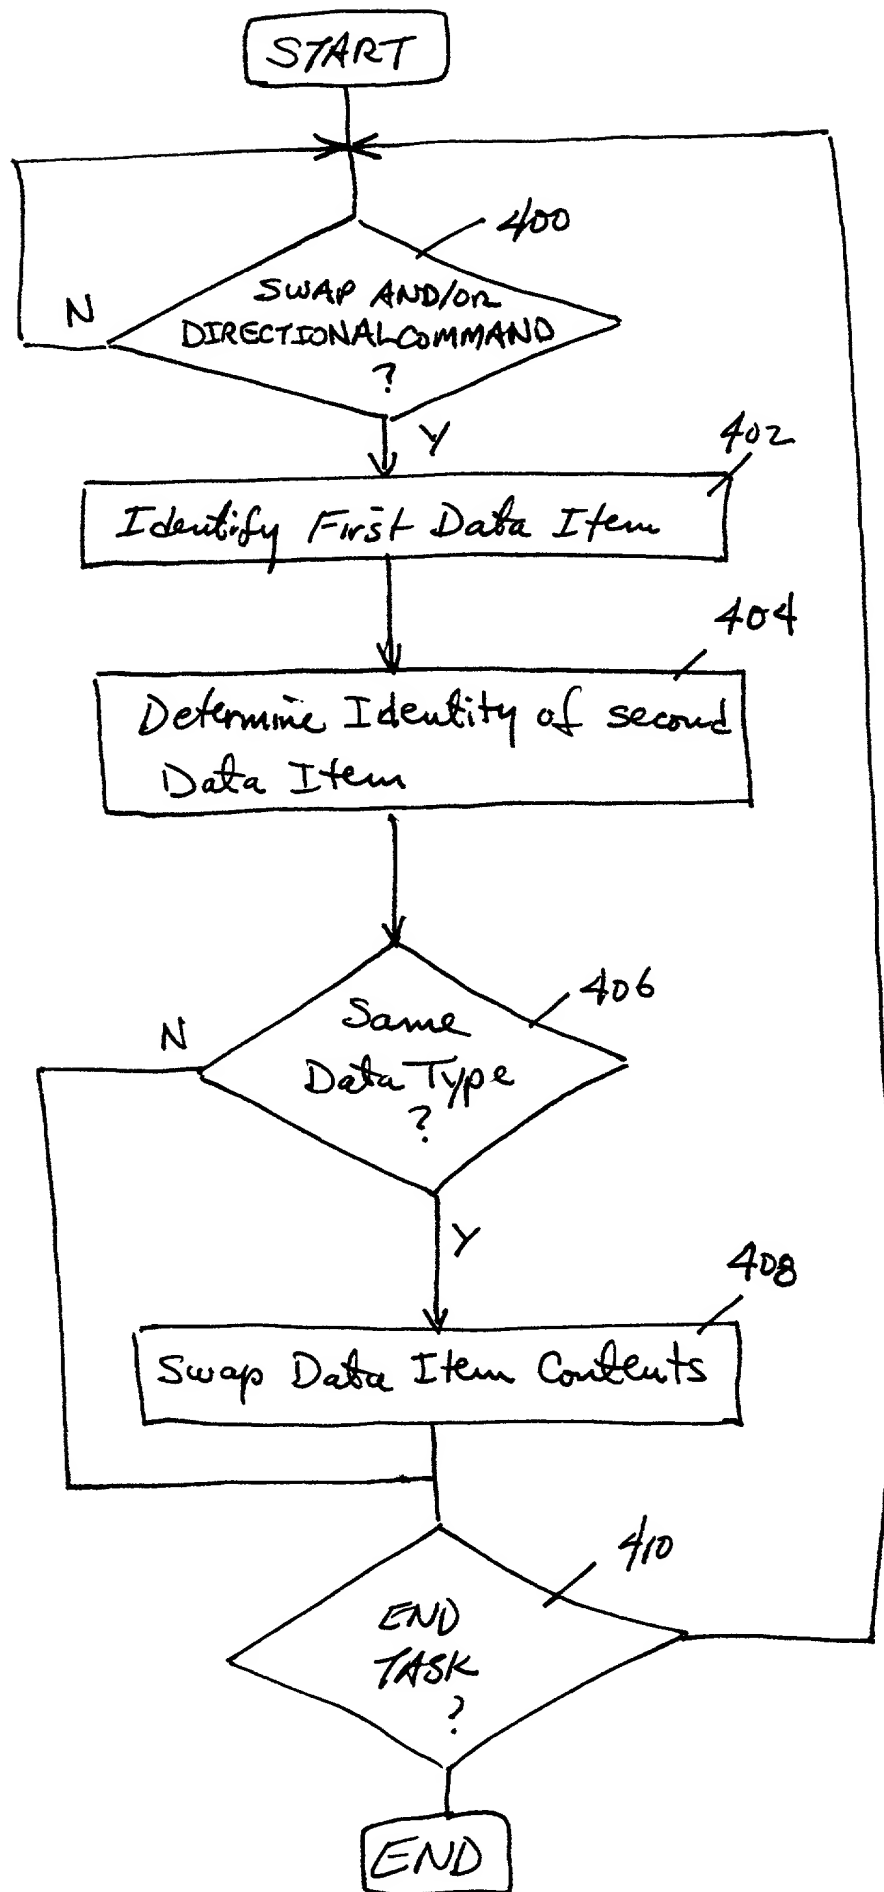 START
400
SWAP AND/OR
N
DIRECTIONAL COMMAND
?
Y
402
Identify First Data Item
404
Determine Identity of second
Data Item
406
Same
N
Data Type
?
Y
408
Swap Data Item Contents
410
END
TASK
?
END